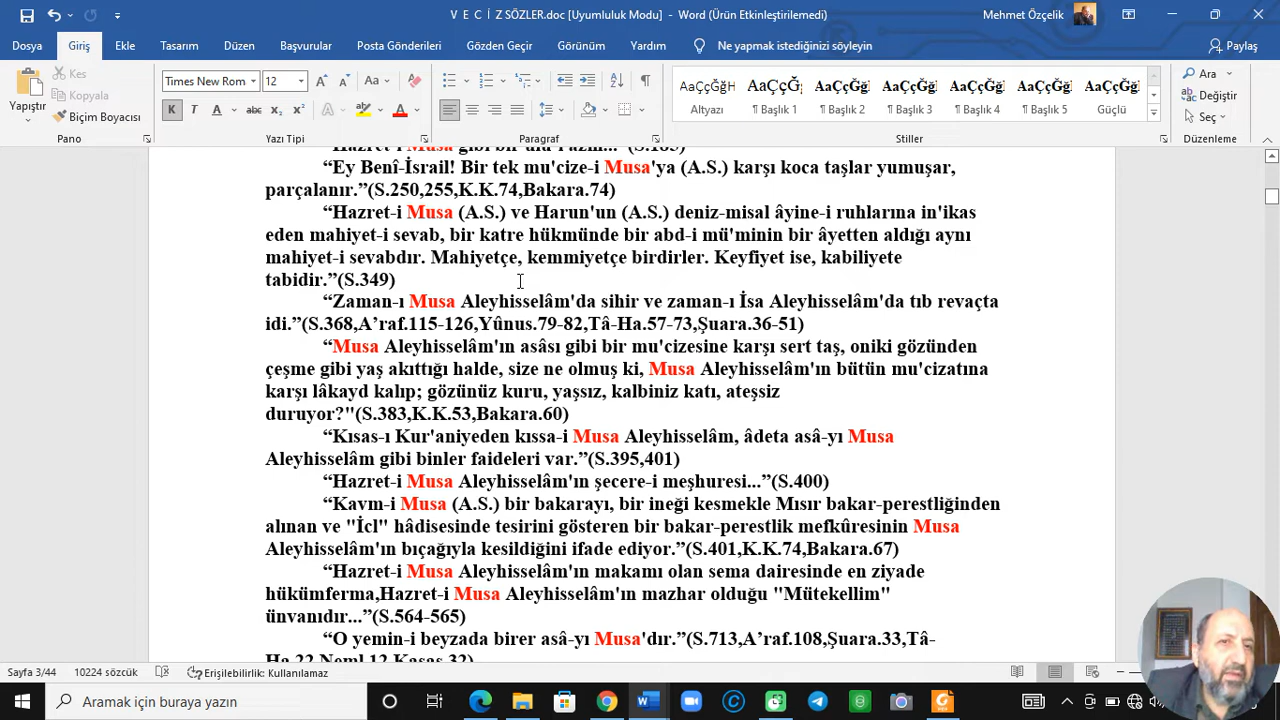 V E C İ Z SÖZLER.doc [Uyumluluk Modu] - Word (Ürün Etkinleştirilemedi)
Mehmet Özçelik
Dosya Giriş Ekle Tasarım Düzen Başvurular Posta Gönderileri Gözden Geçir Görünüm Yardım Ne yapmak istediğinizi söyleyin Paylaş
Yapıştır
Kes
Kopyala
Biçim Boyacısı
Times New Rom 12
Pano Yazı Tipi Paragraf Stiller Düzenleme
AaÇçĞğH AaÇçĞ AaÇçĞğ AaÇçĞğ AaÇçĞğ AaÇçĞğ AaÇçĞğ
Altyazı ¶ Başlık 1 ¶ Başlık 2 ¶ Başlık 3 ¶ Başlık 4 ¶ Başlık 5 Güçlü
Ara
Değiştir
Seç
“Ey Benî-İsrail! Bir tek mu'cize-i Musa'ya (A.S.) karşı koca taşlar yumuşar,
parçalanır.”(S.250,255,K.K.74,Bakara.74)
“Hazret-i Musa (A.S.) ve Harun'un (A.S.) deniz-misal âyine-i ruhlarına in'ikas
eden mahiyet-i sevab, bir katre hükmünde bir abd-i mü'minin bir âyetten aldığı aynı
mahiyet-i sevabdır. Mahiyetçe, kemmiyetçe birdirler. Keyfiyet ise, kabiliyete
tabidir.”(S.349)
“Zaman-ı Musa Aleyhisselâm'da sihir ve zaman-ı İsa Aleyhisselâm'da tıb revaçta
idi.”(S.368,A’raf.115-126,Yûnus.79-82,Tâ-Ha.57-73,Şuara.36-51)
“Musa Aleyhisselâm'ın asâsı gibi bir mu'cizesine karşı sert taş, oniki gözünden
çeşme gibi yaş akıttığı halde, size ne olmuş ki, Musa Aleyhisselâm'ın bütün mu'cizatına
karşı lâkayd kalıp; gözünüz kuru, yaşsız, kalbiniz katı, ateşsiz
duruyor?"(S.383,K.K.53,Bakara.60)
“Kısas-ı Kur'aniyeden kıssa-i Musa Aleyhisselâm, âdeta asâ-yı Musa
Aleyhisselâm gibi binler faideleri var.”(S.395,401)
“Hazret-i Musa Aleyhisselâm'ın şecere-i meşhuresi...”(S.400)
“Kavm-i Musa (A.S.) bir bakarayı, bir ineği kesmekle Mısır bakar-perestliğinden
alınan ve "İcl" hâdisesinde tesirini gösteren bir bakar-perestlik mefkûresinin Musa
Aleyhisselâm'ın bıçağıyla kesildiğini ifade ediyor.”(S.401,K.K.74,Bakara.67)
“Hazret-i Musa Aleyhisselâm'ın makamı olan sema dairesinde en ziyade
hükümferma,Hazret-i Musa Aleyhisselâm'ın mazhar olduğu "Mütekellim"
ünvanıdır...”(S.564-565)
“O yemin-i beyzada birer asâ-yı Musa'dır.”(S.713,A’raf.108,Şuara.33,Tâ-
Ha.22,Neml.12,Kasas.32)
Sayfa 3/44 10224 sözcük Erişilebilirlik: Kullanılamaz
Aramak için buraya yazın